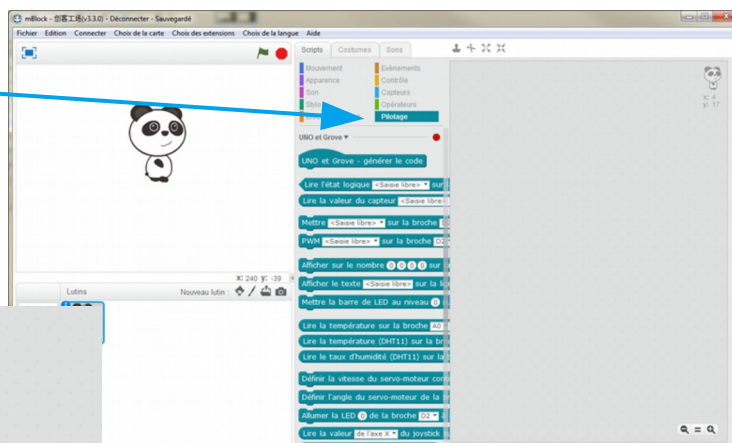 mBlock - 创客工场(v3.3.0) - Déconnecter - Sauvegardé
Fichier Edition Connecter Choix de la carte Choix des extensions Choix de la langue Aide
Scripts Costumes Sons
Mouvement Evènements
Apparence Contrôle
Son Capteurs
Stylo Opérateurs
Pilotage
x: 4
y: 17
UNO et Grove
UNO et Grove - générer le code
Lire l'état logique <Saisie libre> sur
Lire la valeur du capteur <Saisie libre>
Mettre <Saisie libre> sur la broche
PWM <Saisie libre> sur la broche D2
Afficher sur le nombre 0 0 0 0 sur
Afficher le texte <Saisie libre> sur la
Mettre la barre de LED au niveau 0
Lire la température sur la broche A0
Lire la température (DHT11) sur la
Lire le taux d'humidité (DHT11) sur
Définir la vitesse du servo-moteur
Définir l'angle du servo-moteur de la
Allumer la LED 0 de la broche D2
Lire la valeur de l'axe X du joystick
X: 240 y: -39
Lutins Nouveau lutin :